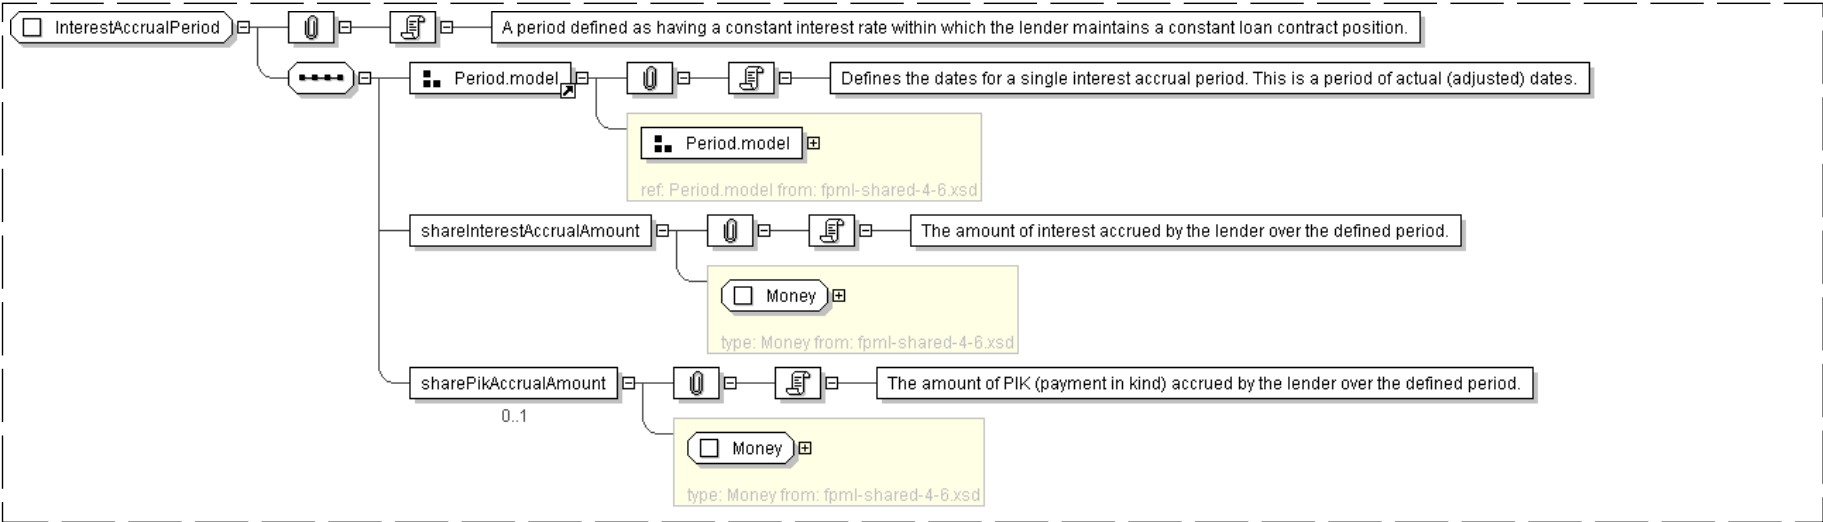 InterestAccrualPeriod
A period defined as having a constant interest rate within which the lender maintains a constant loan contract position.
Period.model
Defines the dates for a single interest accrual period. This is a period of actual (adjusted) dates.
Period.model
ref: Period.model from: fpml-shared-4-6.xsd
shareInterestAccrualAmount
The amount of interest accrued by the lender over the defined period.
Money
type: Money from: fpml-shared-4-6.xsd
sharePikAccrualAmount
The amount of PIK (payment in kind) accrued by the lender over the defined period.
0..1
Money
type: Money from: fpml-shared-4-6.xsd